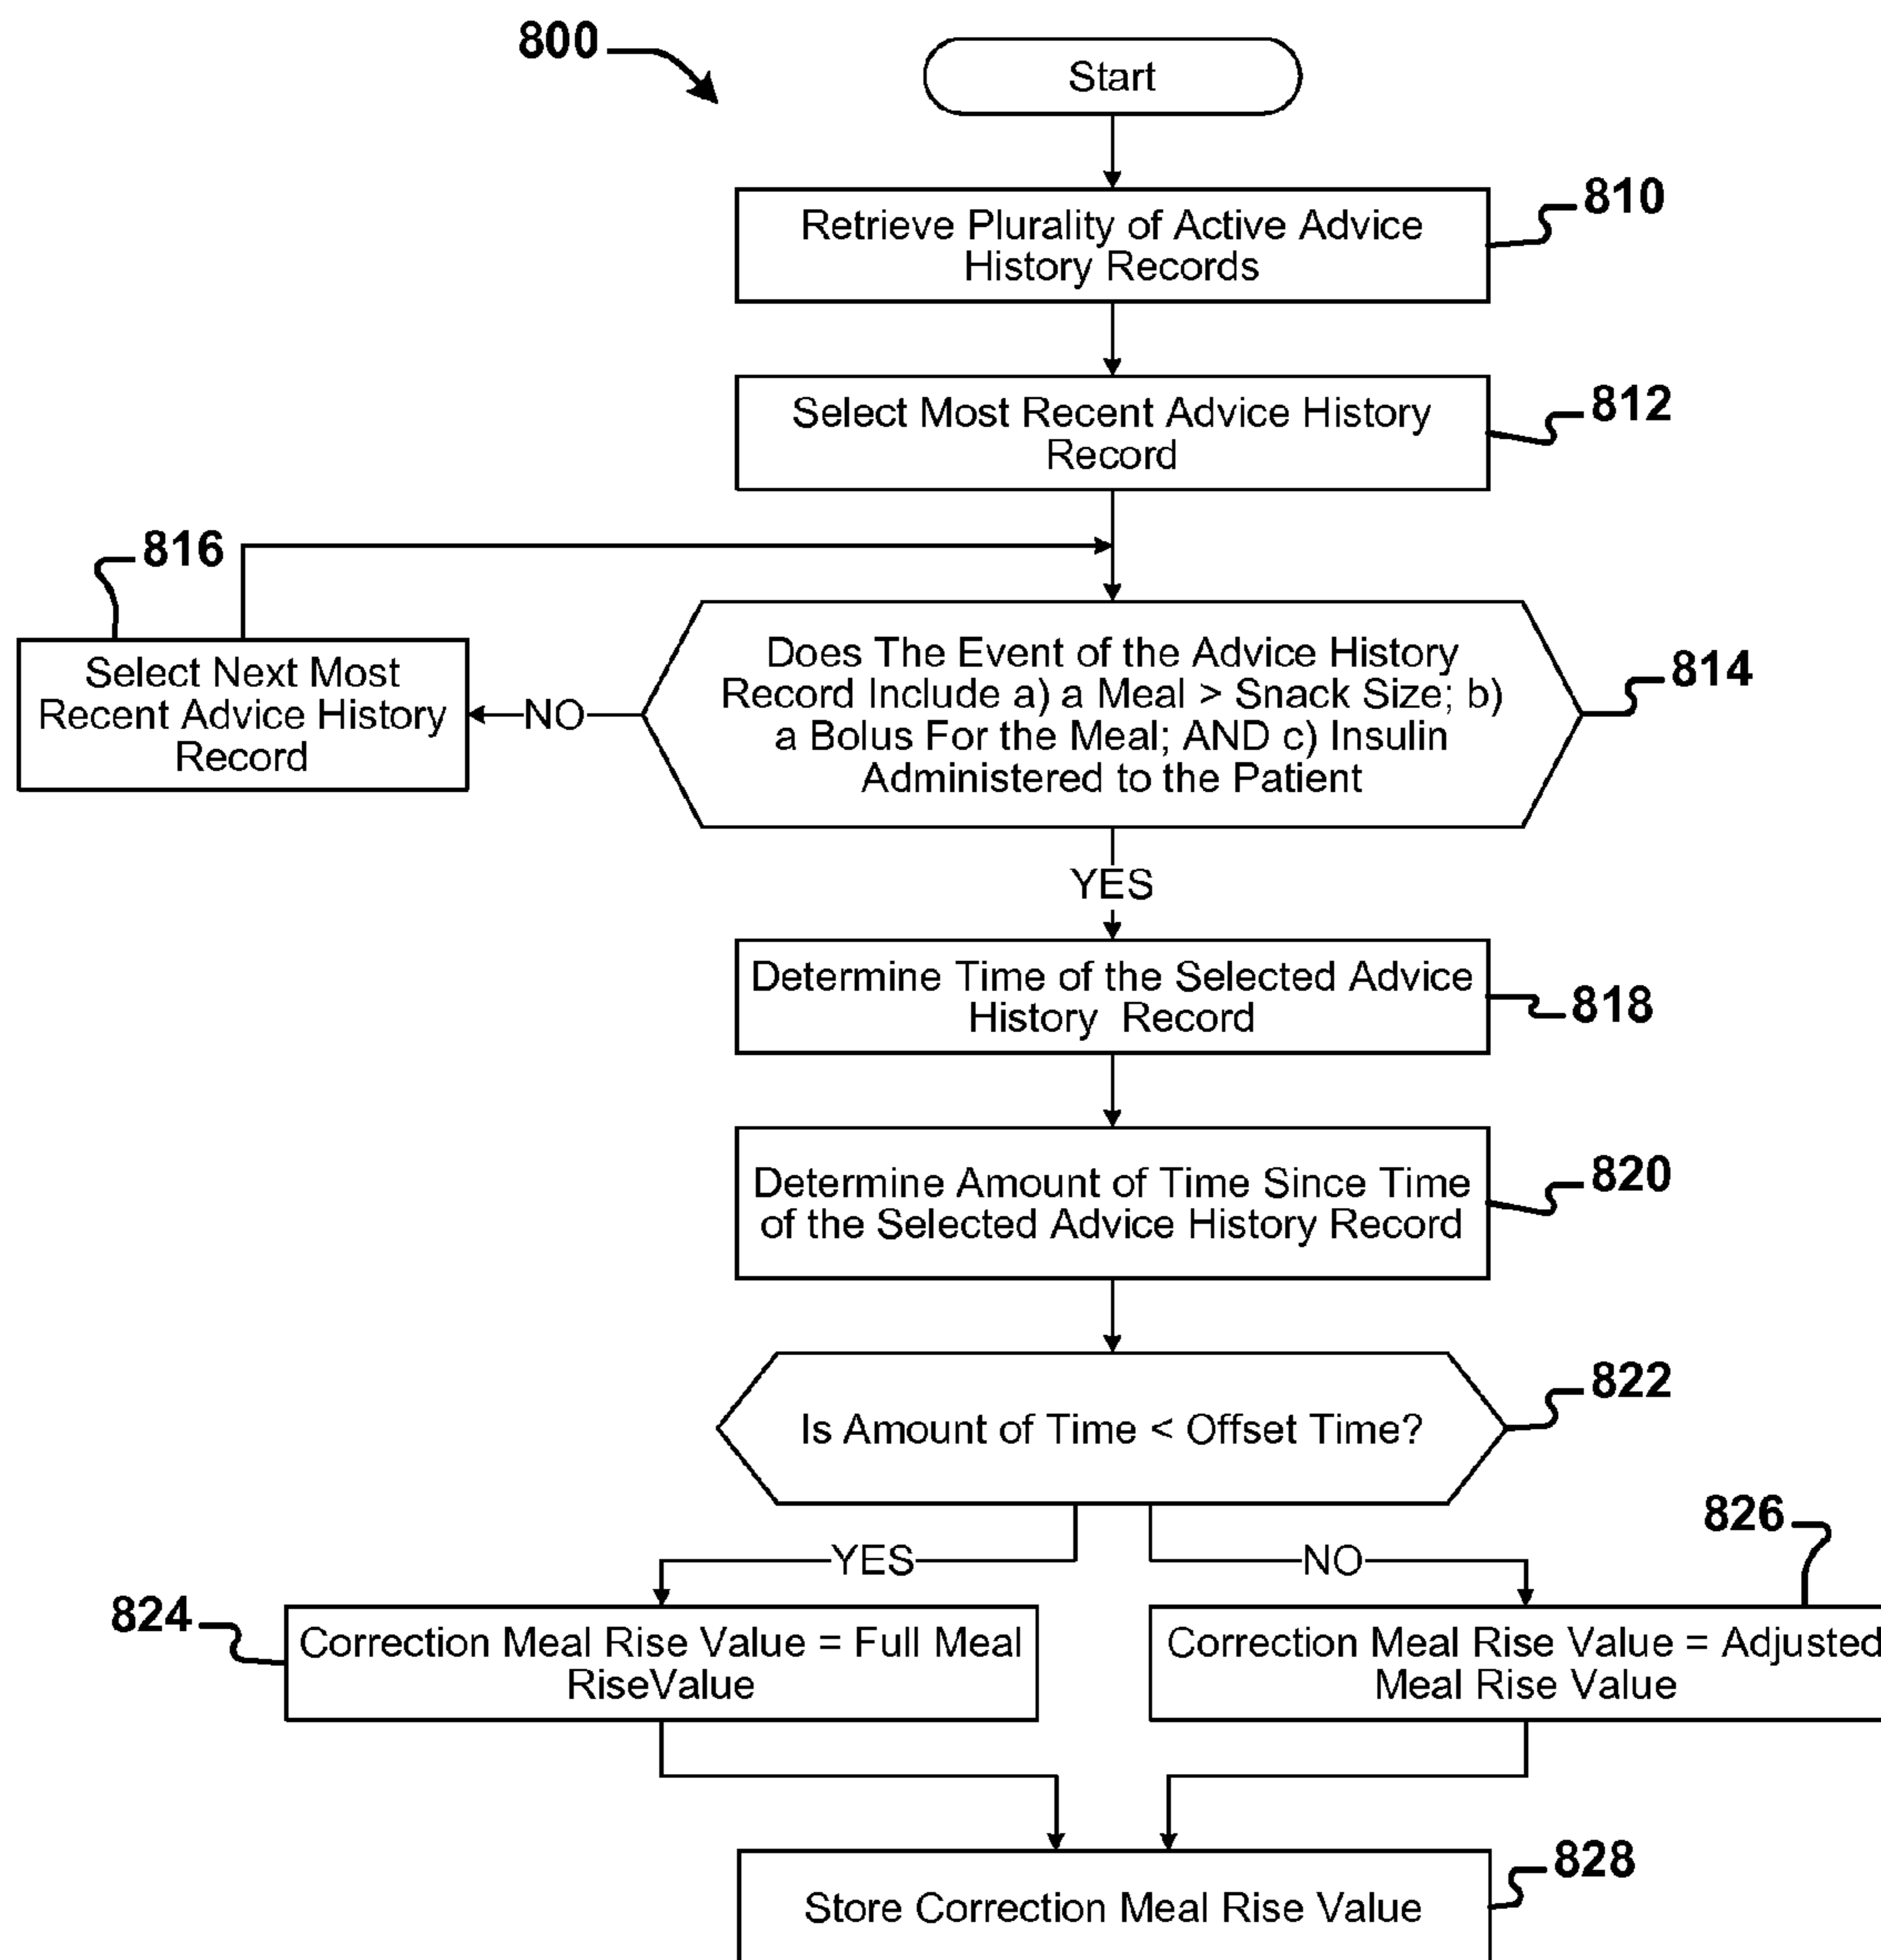 800
Start
810
Retrieve Plurality of Active Advice
History Records
812
Select Most Recent Advice History
Record
816
Select Next Most
Recent Advice History
Record
NO
814
Does The Event of the Advice History
Record Include a) a Meal > Snack Size; b)
a Bolus For the Meal; AND c) Insulin
Administered to the Patient
YES
Determine Time of the Selected Advice
History Record
818
820
Determine Amount of Time Since Time
of the Selected Advice History Record
822
Is Amount of Time < Offset Time?
YES
NO
826
824
Correction Meal Rise Value = Full Meal
RiseValue
Correction Meal Rise Value = Adjusted
Meal Rise Value
828
Store Correction Meal Rise Value